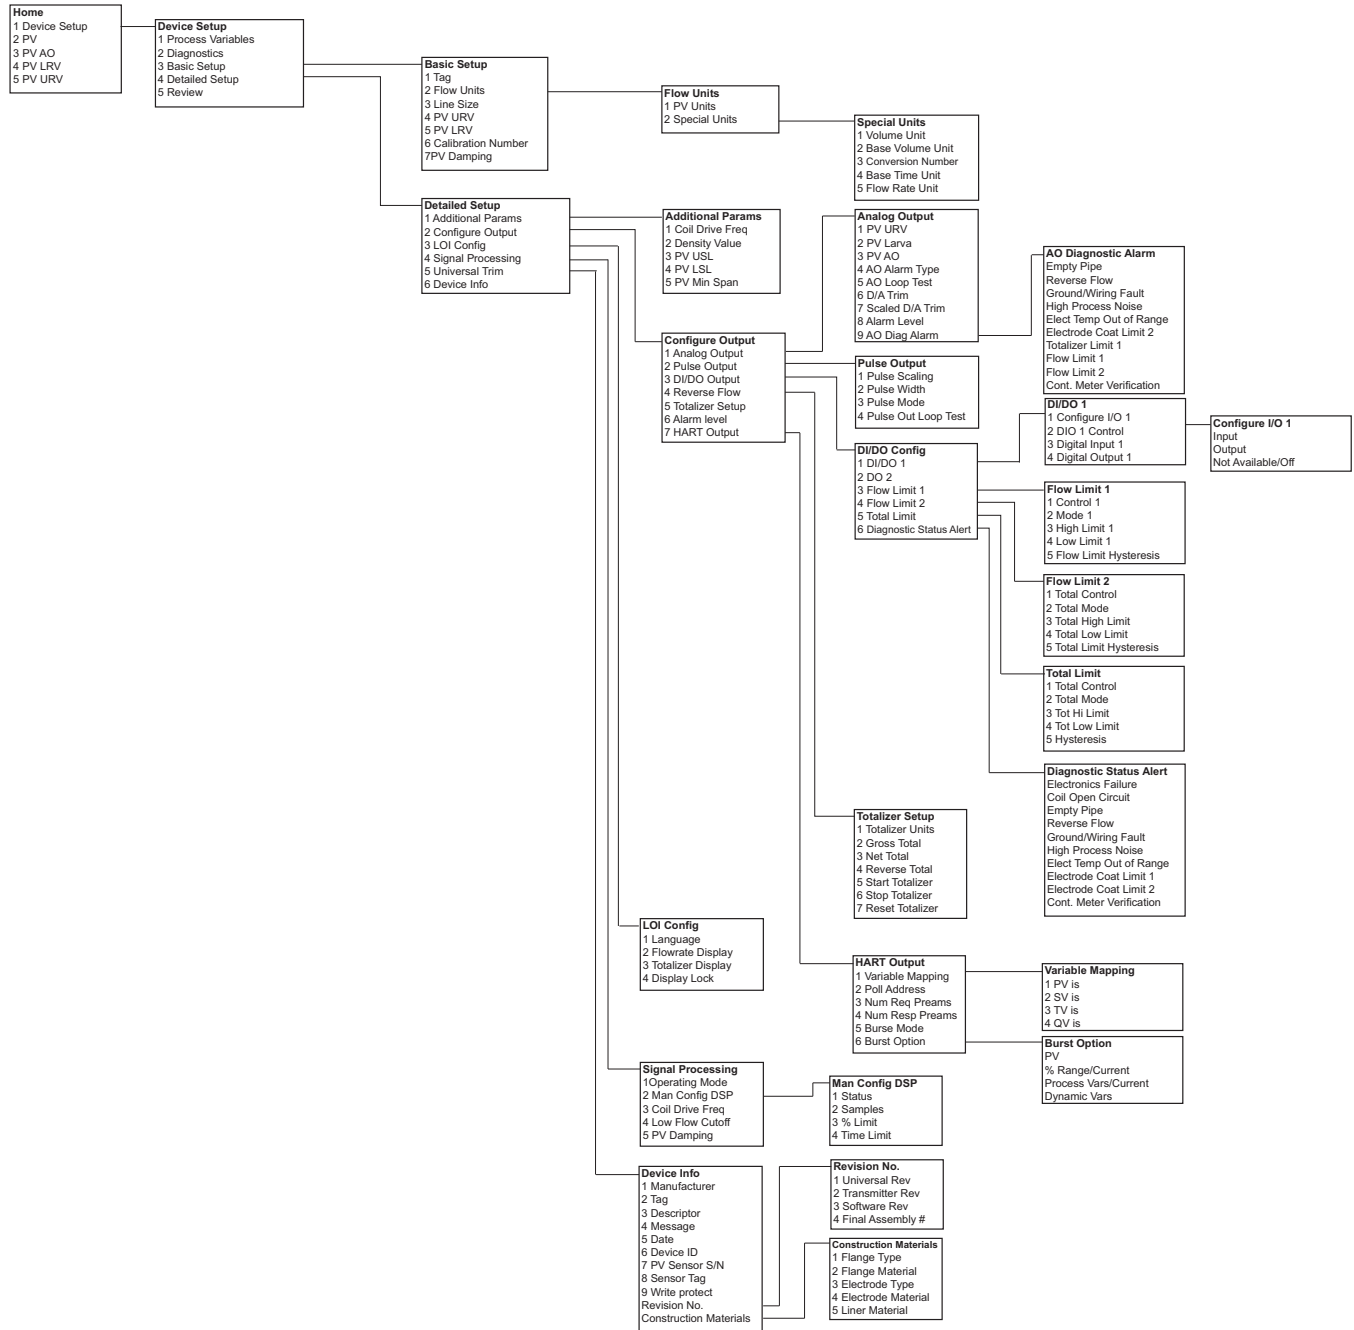 Home
1 Device Setup
2 PV
3 PV AO
4 PV LRV
5 PV URV
Device Setup
1 Process Variables
2 Diagnostics
3 Basic Setup
4 Detailed Setup
5 Review
Basic Setup
1 Tag
2 Flow Units
3 Line Size
4 PV URV
5 PV LRV
6 Calibration Number
7PV Damping
Flow Units
1 PV Units
2 Special Units
Special Units
1 Volume Unit
2 Base Volume Unit
3 Conversion Number
4 Base Time Unit
5 Flow Rate Unit
Detailed Setup
1 Additional Params
2 Configure Output
3 LOI Config
4 Signal Processing
5 Universal Trim
6 Device Info
Additional Params
1 Coil Drive Freq
2 Density Value
3 PV USL
4 PV LSL
5 PV Min Span
Analog Output
1 PV URV
2 PV Larva
3 PV AO
4 AO Alarm Type
5 AO Loop Test
6 D/A Trim
7 Scaled D/A Trim
8 Alarm Level
9 AO Diag Alarm
AO Diagnostic Alarm
Empty Pipe
Reverse Flow
Ground/Wiring Fault
High Process Noise
Elect Temp Out of Range
Electrode Coat Limit 2
Totalizer Limit 1
Flow Limit 1
Flow Limit 2
Cont. Meter Verification
Configure Output
1 Analog Output
2 Pulse Output
3 DI/DO Output
4 Reverse Flow
5 Totalizer Setup
6 Alarm level
7 HART Output
Pulse Output
1 Pulse Scaling
2 Pulse Width
3 Pulse Mode
4 Pulse Out Loop Test
DI/DO 1
1 Configure I/O 1
2 DIO 1 Control
3 Digital Input 1
4 Digital Output 1
Configure I/O 1
Input
Output
Not Available/Off
DI/DO Config
1 DI/DO 1
2 DO 2
3 Flow Limit 1
4 Flow Limit 2
5 Total Limit
6 Diagnostic Status Alert
Flow Limit 1
1 Control 1
2 Mode 1
3 High Limit 1
4 Low Limit 1
5 Flow Limit Hysteresis
Flow Limit 2
1 Total Control
2 Total Mode
3 Total High Limit
4 Total Low Limit
5 Total Limit Hysteresis
Total Limit
1 Total Control
2 Total Mode
3 Tot Hi Limit
4 Tot Low Limit
5 Hysteresis
Diagnostic Status Alert
Electronics Failure
Coil Open Circuit
Empty Pipe
Reverse Flow
Ground/Wiring Fault
High Process Noise
Elect Temp Out of Range
Electrode Coat Limit 1
Electrode Coat Limit 2
Cont. Meter Verification
Totalizer Setup
1 Totalizer Units
2 Gross Total
3 Net Total
4 Reverse Total
5 Start Totalizer
6 Stop Totalizer
7 Reset Totalizer
LOI Config
1 Language
2 Flowrate Display
3 Totalizer Display
4 Display Lock
HART Output
1 Variable Mapping
2 Poll Address
3 Num Req Preams
4 Num Resp Preams
5 Burse Mode
6 Burst Option
Variable Mapping
1 PV is
2 SV is
3 TV is
4 QV is
Burst Option
PV
% Range/Current
Process Vars/Current
Dynamic Vars
Signal Processing
1Operating Mode
2 Man Config DSP
3 Coil Drive Freq
4 Low Flow Cutoff
5 PV Damping
Man Config DSP
1 Status
2 Samples
3 % Limit
4 Time Limit
Device Info
1 Manufacturer
2 Tag
3 Descriptor
4 Message
5 Date
6 Device ID
7 PV Sensor S/N
8 Sensor Tag
9 Write protect
Revision No.
Construction Materials
Revision No.
1 Universal Rev
2 Transmitter Rev
3 Software Rev
4 Final Assembly #
Construction Materials
1 Flange Type
2 Flange Material
3 Electrode Type
4 Electrode Material
5 Liner Material